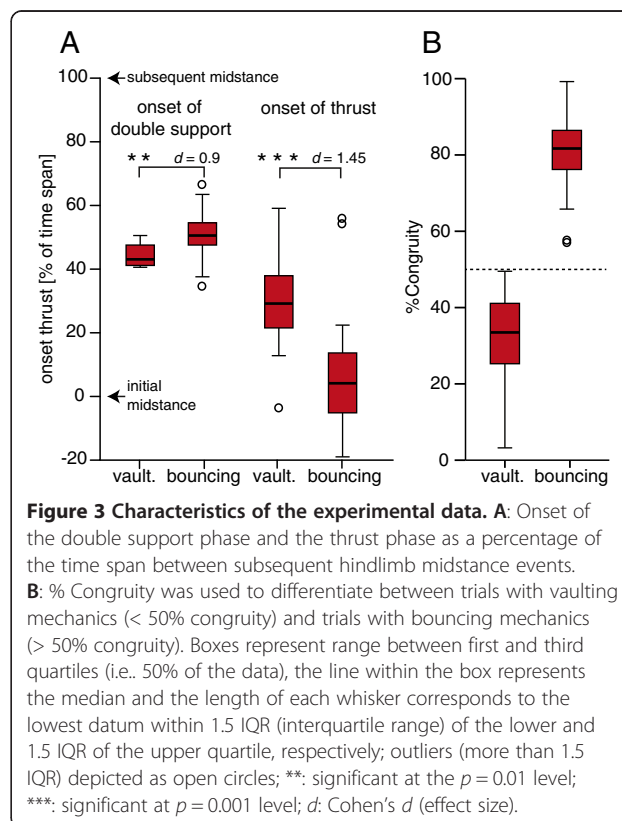 A
B
100
80
60
40
20
0
-20
onset thrust [% of time span]
subsequent midstance
onset of
double support
onset of thrust
** d = 0.9
*** d = 1.45
initial
midstance
vault. bouncing vault. bouncing
100
80
60
40
20
0
%Congruity
vault. bouncing
Figure 3 Characteristics of the experimental data. A: Onset of
the double support phase and the thrust phase as a percentage of
the time span between subsequent hindlimb midstance events.
B: % Congruity was used to differentiate between trials with vaulting
mechanics (< 50% congruity) and trials with bouncing mechanics
(> 50% congruity). Boxes represent range between first and third
quartiles (i.e.. 50% of the data), the line within the box represents
the median and the length of each whisker corresponds to the
lowest datum within 1.5 IQR (interquartile range) of the lower and
1.5 IQR of the upper quartile, respectively; outliers (more than 1.5
IQR) depicted as open circles; **: significant at the p = 0.01 level;
***: significant at p = 0.001 level; d: Cohen's d (effect size).